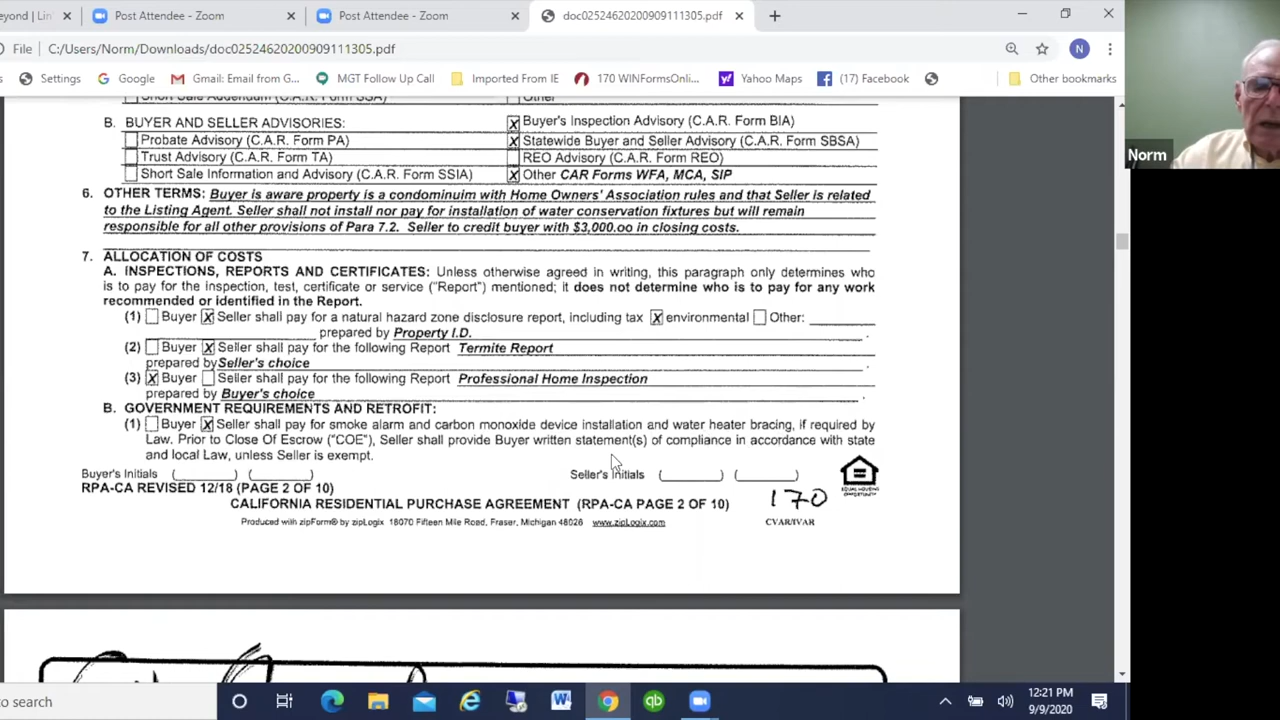 eyond | Lin
Post Attendee - Zoom
Post Attendee - Zoom
doc02524620200909111305.pdf
File C:/Users/Norm/Downloads/doc02524620200909111305.pdf
N
Settings Google Gmail: Email from G... MGT Follow Up Call Imported From IE 170 WINFormsOnli... Yahoo Maps (17) Facebook Other bookmarks
Short Sale Addendum (C.A.R. Form SSA) Other
B. BUYER AND SELLER ADVISORIES: X Buyer's Inspection Advisory (C.A.R. Form BIA)
Probate Advisory (C.A.R. Form PA) X Statewide Buyer and Seller Advisory (C.A.R. Form SBSA)
Trust Advisory (C.A.R. Form TA) REO Advisory (C.A.R. Form REO)
Short Sale Information and Advisory (C.A.R. Form SSIA) X Other CAR Forms WFA, MCA, SIP
6. OTHER TERMS: Buyer is aware property is a condominuim with Home Owners' Association rules and that Seller is related
to the Listing Agent. Seller shall not install nor pay for installation of water conservation fixtures but will remain
responsible for all other provisions of Para 7.2. Seller to credit buyer with $3,000.oo in closing costs.
7. ALLOCATION OF COSTS
A. INSPECTIONS, REPORTS AND CERTIFICATES: Unless otherwise agreed in writing, this paragraph only determines who
is to pay for the inspection, test, certificate or service ("Report") mentioned; it does not determine who is to pay for any work
recommended or identified in the Report.
(1) Buyer X Seller shall pay for a natural hazard zone disclosure report, including tax X environmental Other:
prepared by Property I.D.
(2) Buyer X Seller shall pay for the following Report Termite Report
prepared by Seller's choice
(3) X Buyer Seller shall pay for the following Report Professional Home Inspection
prepared by Buyer's choice
B. GOVERNMENT REQUIREMENTS AND RETROFIT:
(1) Buyer X Seller shall pay for smoke alarm and carbon monoxide device installation and water heater bracing, if required by
Law. Prior to Close Of Escrow ("COE"), Seller shall provide Buyer written statement(s) of compliance in accordance with state
and local Law, unless Seller is exempt.
Buyer's Initials ( ) ( ) Seller's Initials ( ) ( )
RPA-CA REVISED 12/18 (PAGE 2 OF 10)
CALIFORNIA RESIDENTIAL PURCHASE AGREEMENT (RPA-CA PAGE 2 OF 10)
Produced with zipForm® by zipLogix 18070 Fifteen Mile Road, Fraser, Michigan 48026 www.zipLogix.com
EQUAL HOUSING OPPORTUNITY
170
CVAR/IVAR
Norm
to search
12:21 PM
9/9/2020